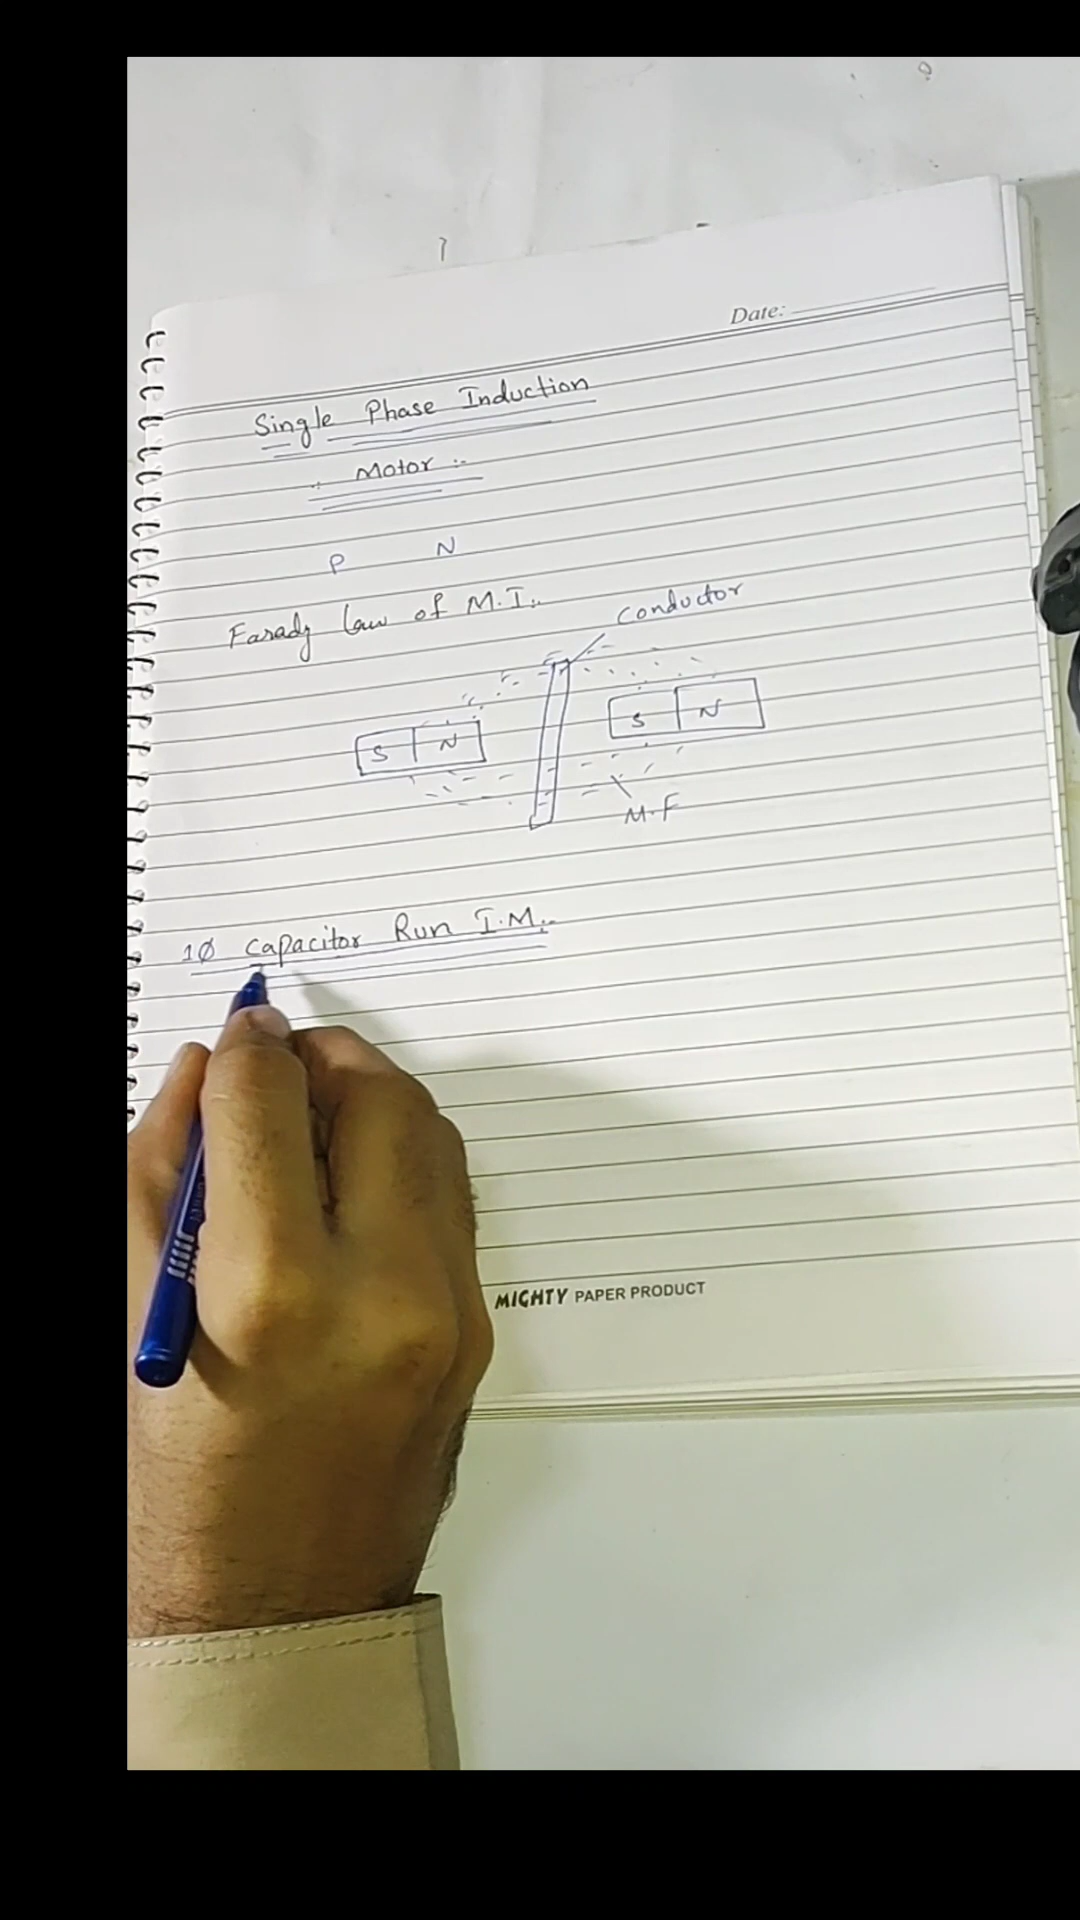 Date:
Single Phase Induction
:. Motor :-
P N
Farady law of M.I:.
conductor
S N
S N
M.F
1Ø Capacitor Run I.M:.
MIGHTY PAPER PRODUCT